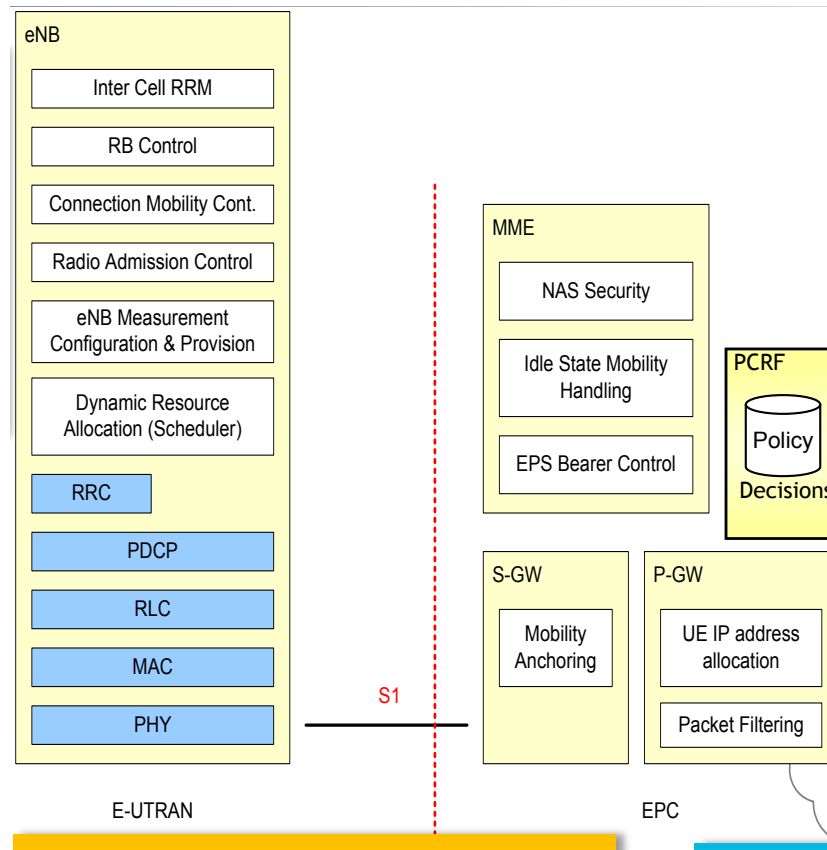 eNB
Inter Cell RRM
RB Control
Connection Mobility Cont.
Radio Admission Control
eNB Measurement
Configuration & Provision
Dynamic Resource
Allocation (Scheduler)
RRC
PDCP
RLC
MAC
PHY
S1
MME
NAS Security
Idle State Mobility
Handling
EPS Bearer Control
PCRF
Policy
Decisions
S-GW
Mobility
Anchoring
P-GW
UE IP address
allocation
Packet Filtering
E-UTRAN
EPC